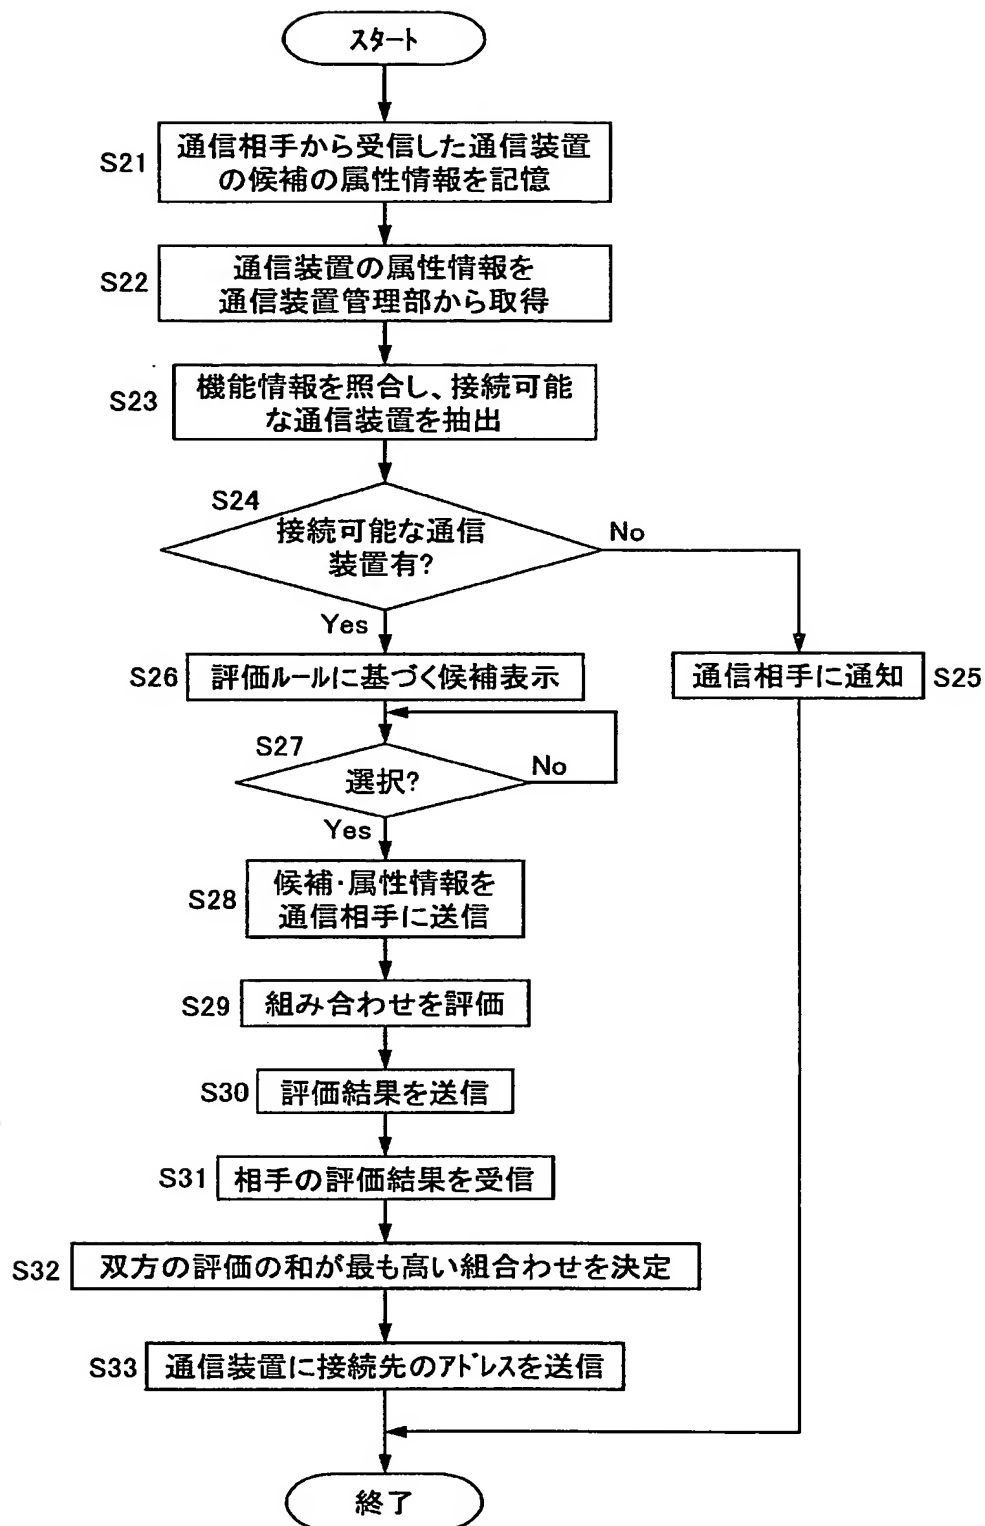 スタート
S21
通信相手から受信した通信装置
の候補の属性情報を記憶
S22
通信装置の属性情報を
通信装置管理部から取得
S23
機能情報を照合し、接続可能
な通信装置を抽出
S24
接続可能な通信
装置有?
No
Yes
S26
評価ルールに基づく候補表示
通信相手に通知
S25
S27
選択?
No
Yes
S28
候補・属性情報を
通信相手に送信
S29
組み合わせを評価
S30
評価結果を送信
S31
相手の評価結果を受信
S32
双方の評価の和が最も高い組合わせを決定
S33
通信装置に接続先のアドレスを送信
終了